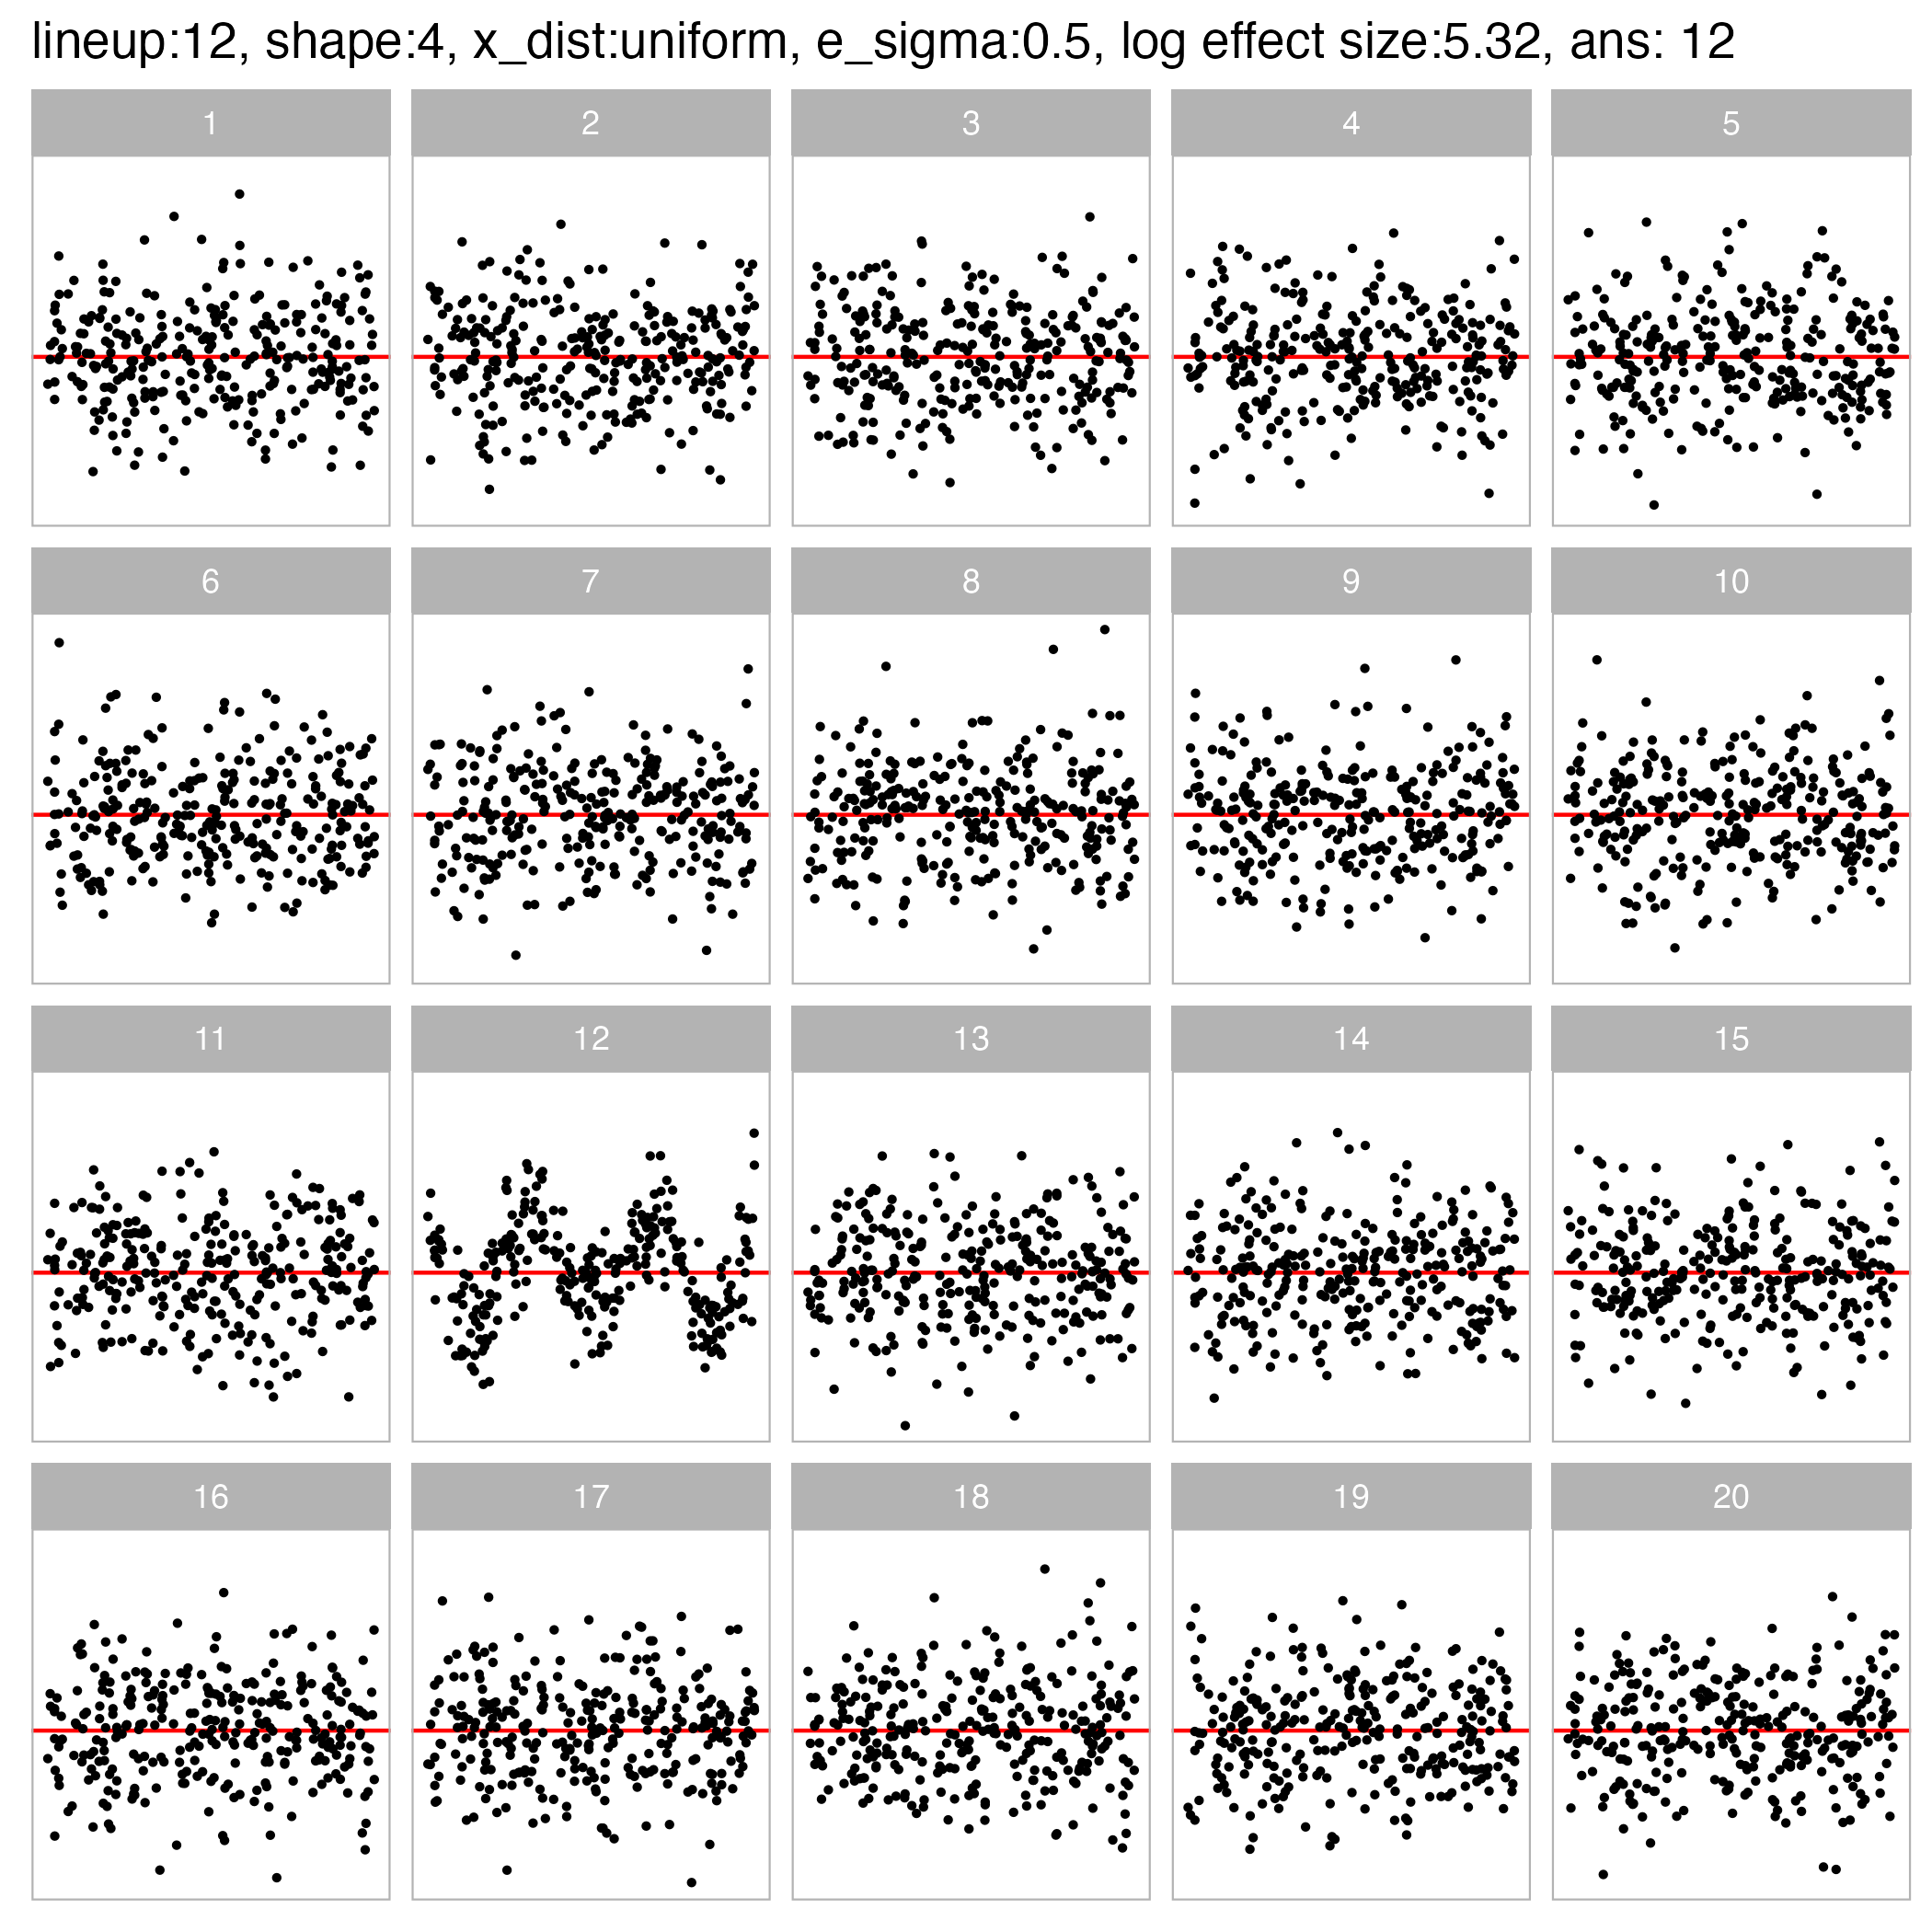 lineup:12, shape:4, x_dist:uniform, e_sigma:0.5, log effect size:5.32, ans: 12
1 2 3 4 5
6 7 8 9 10
11 12 13 14 15
16 17 18 19 20